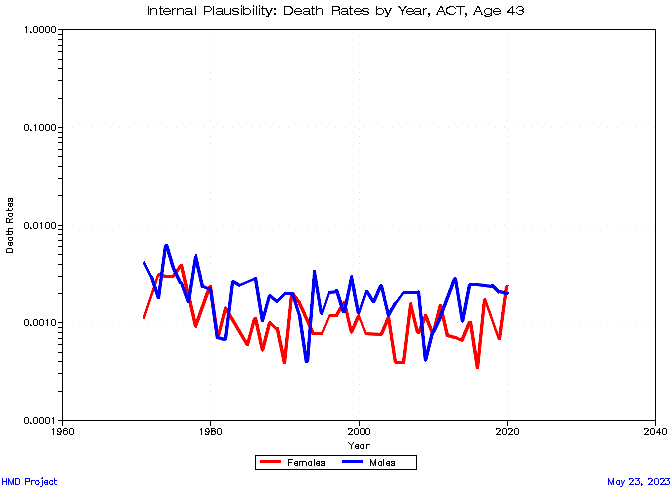 Internal Plausibility: Death Rates by Year, ACT, Age 43
1.0000
0.1000
0.0100
0.0010
0.0001
Death Rates
1960
1980
2000
2020
2040
Year
Females
Males
HMD Project
May 23, 2023